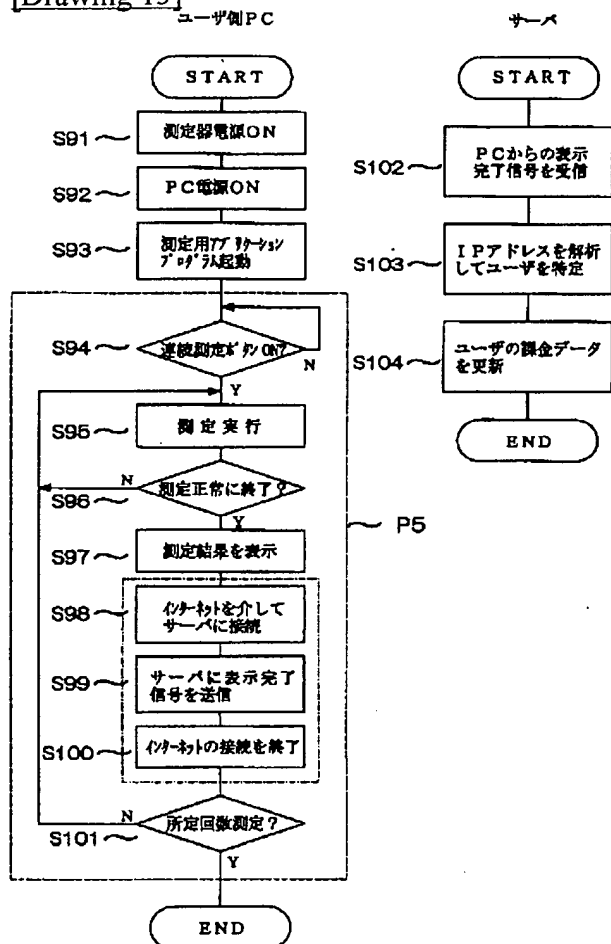 [Drawing 15]
ユーザ側PC
START
S91
測定器電源ON
S92
PC電源ON
S93
測定用アプリケーション
プログラム起動
S94
連続測定ボタンON?
N
Y
S95
測定実行
S96
測定正常に終了?
N
Y
S97
測定結果を表示
S98
インターネットを介して
サーバに接続
S99
サーバに表示完了
信号を送信
S100
インターネットの接続を終了
S101
所定回数測定?
N
Y
P5
END
サーバ
START
S102
PCからの表示
完了信号を受信
S103
IPアドレスを解析
してユーザを特定
S104
ユーザの課金データ
を更新
END